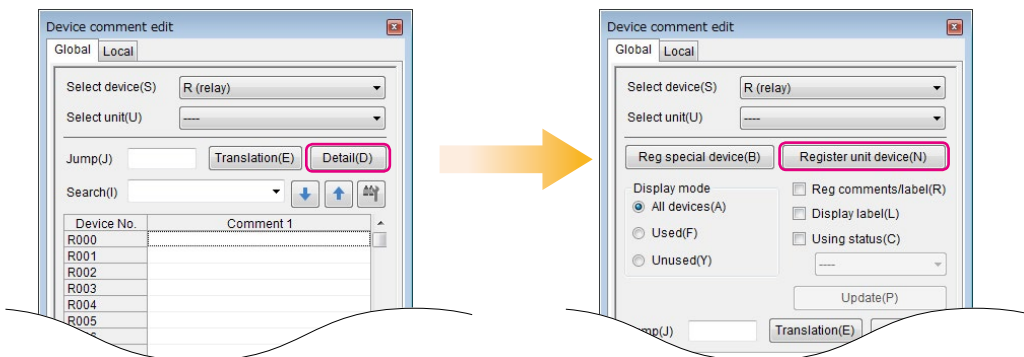 Device comment edit
Global Local
Select device(S) R (relay)
Select unit(U) ----
Jump(J) Translation(E) Detail(D)
Search(I)
Device No. Comment 1
R000
R001
R002
R003
R004
R005
Device comment edit
Global Local
Select device(S) R (relay)
Select unit(U) ----
Reg special device(B) Register unit device(N)
Display mode Reg comments/label(R)
All devices(A) Display label(L)
Used(F) Using status(C)
Unused(Y) ----
Update(P)
Translation(E)